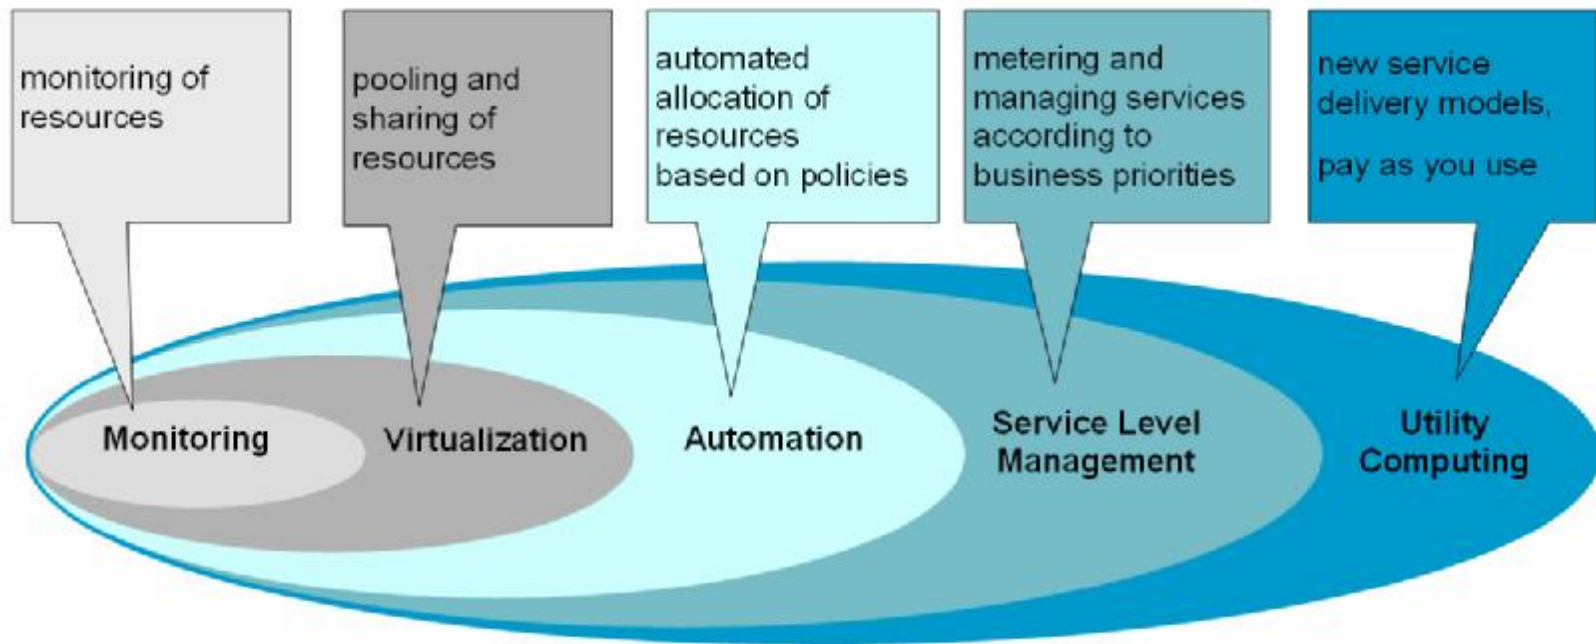 monitoring of
resources
pooling and
sharing of
resources
automated
allocation of
resources
based on policies
metering and
managing services
according to
business priorities
new service
delivery models,
pay as you use
Monitoring
Virtualization
Automation
Service Level
Management
Utility
Computing